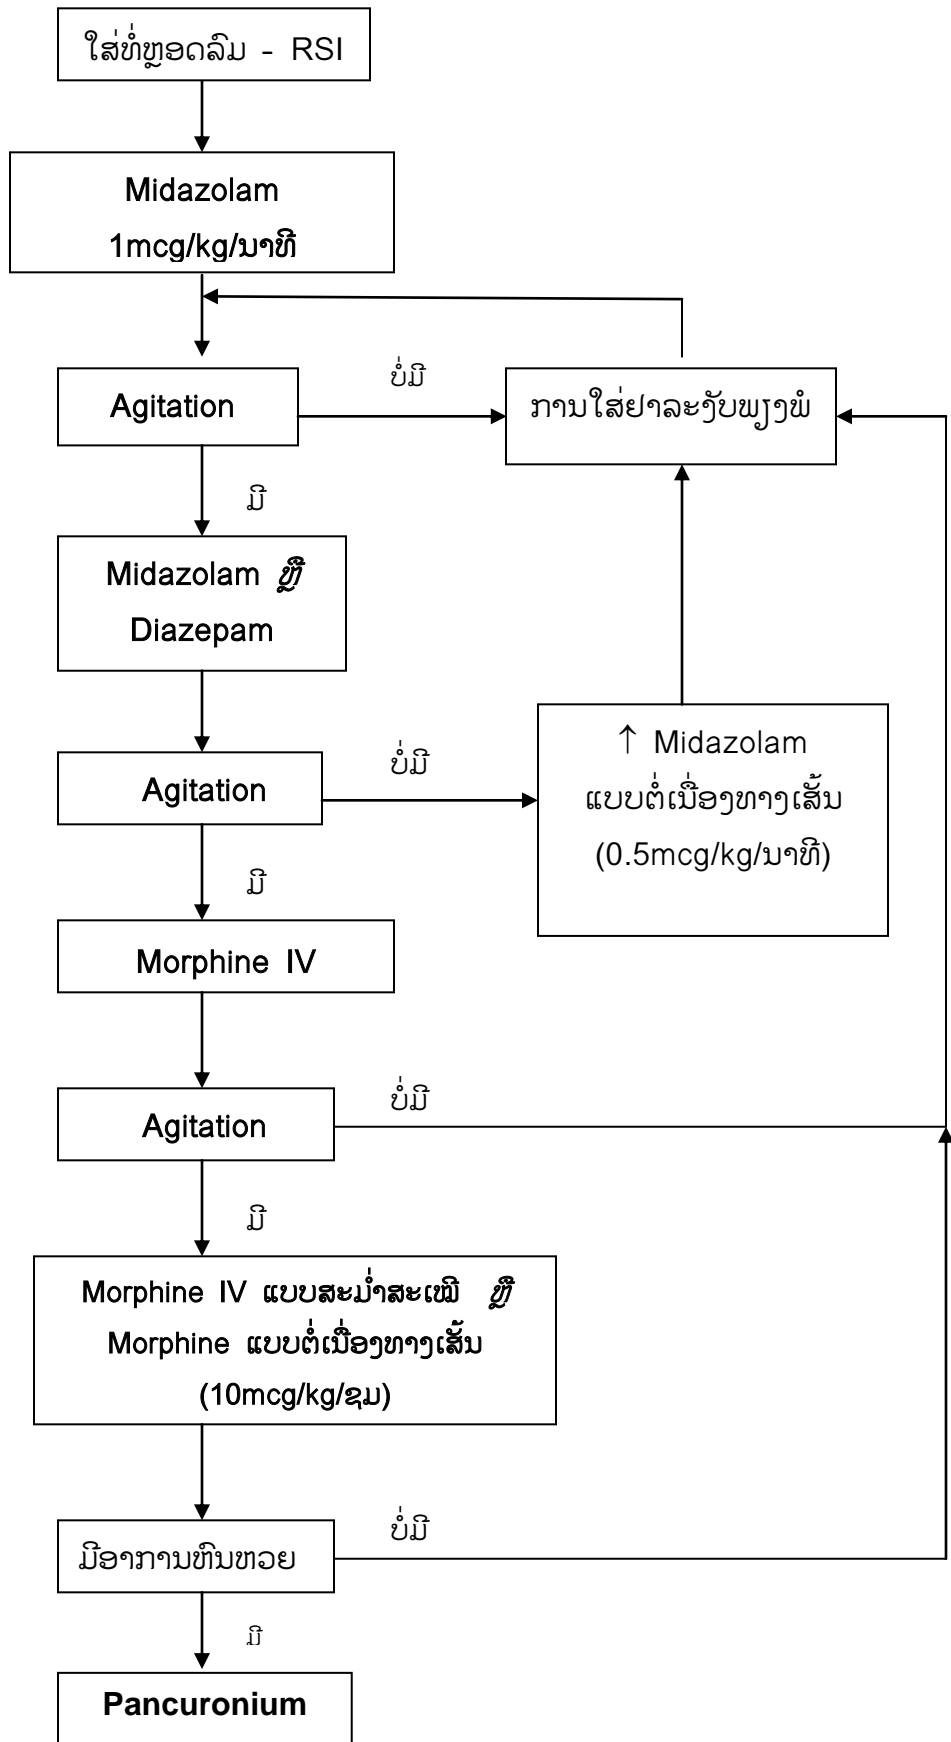 ໃສ່ທໍ່ຫຼອດລົມ - RSI
Midazolam
1mcg/kg/ນາທີ
Agitation
ບໍ່ມີ
ການໃສ່ຢາລະງັບພຽງພໍ
ມີ
Midazolam ຫຼື
Diazepam
Agitation
ບໍ່ມີ
↑ Midazolam
ແບບຕໍ່ເນື່ອງທາງເສັ້ນ
(0.5mcg/kg/ນາທີ)
ມີ
Morphine IV
Agitation
ບໍ່ມີ
ມີ
Morphine IV ແບບສະມ່ຳສະເໝີ ຫຼື
Morphine ແບບຕໍ່ເນື່ອງທາງເສັ້ນ
(10mcg/kg/ຊມ)
ມີອາການຫົນຫວຍ
ບໍ່ມີ
ມີ
Pancuronium